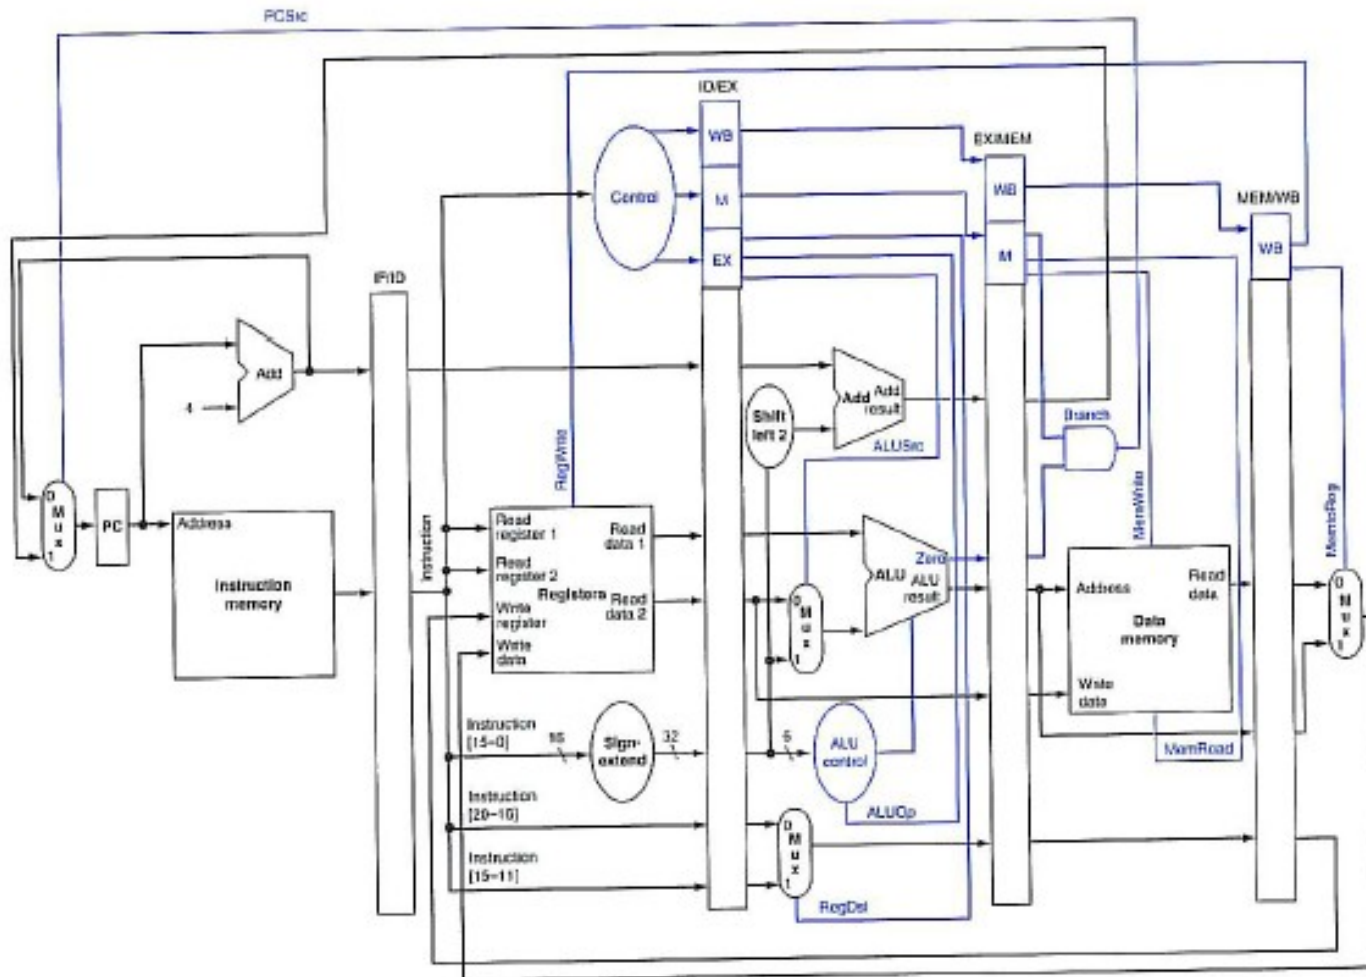 PCSrc
ID/EX
WB
EX/MEM
Control
M
WB
MEM/WB
EX
M
WB
IF/ID
Add
4
Shift
left 2
Add
Add
result
Branch
ALUSrc
RegWrite
MemWrite
MemtoReg
0
M
u
x
1
PC
Address
Instruction
memory
Instruction
Read
register 1
Read
data 1
Read
register 2
Registers
Read
data 2
Write
register
Write
data
0
M
u
x
1
Zero
ALU
ALU
result
Address
Read
data
Data
memory
Write
data
0
M
u
x
1
Instruction
[15–0]
16
Sign-
extend
32
6
ALU
control
MemRead
Instruction
[20–16]
ALUOp
0
M
u
x
1
Instruction
[15–11]
RegDst